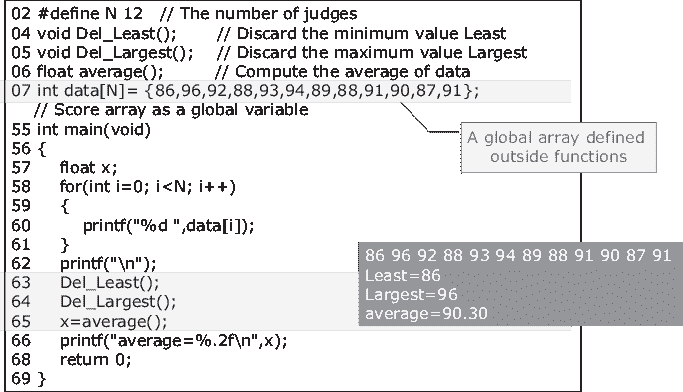 02 #define N 12 // The number of judges
04 void Del_Least(); // Discard the minimum value Least
05 void Del_Largest(); // Discard the maximum value Largest
06 float average(); // Compute the average of data
07 int data[N]= {86,96,92,88,93,94,89,88,91,90,87,91};
// Score array as a global variable
55 int main(void)
56 {
57 float x;
58 for(int i=0; i<N; i++)
59 {
60 printf("%d ",data[i]);
61 }
62 printf("\n");
63 Del_Least();
64 Del_Largest();
65 x=average();
66 printf("average=%.2f\n",x);
68 return 0;
69 }
A global array defined
outside functions
86 96 92 88 93 94 89 88 91 90 87 91
Least=86
Largest=96
average=90.30